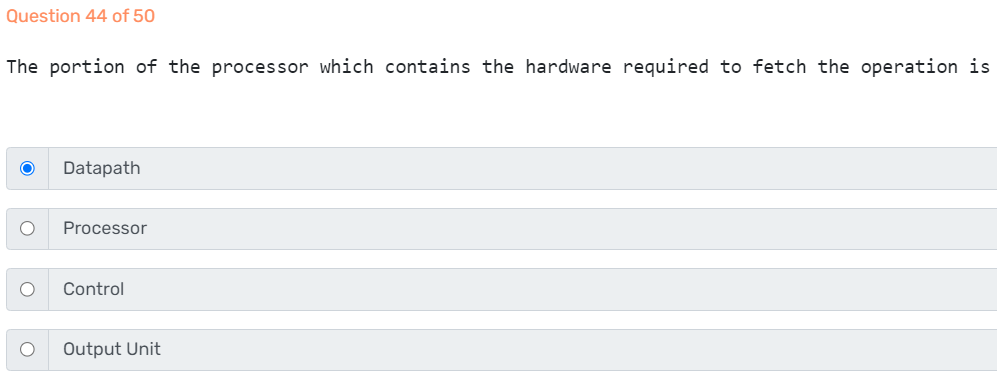 Question 44 of 50
The portion of the processor which contains the hardware required to fetch the operation is
Datapath
Processor
Control
Output Unit